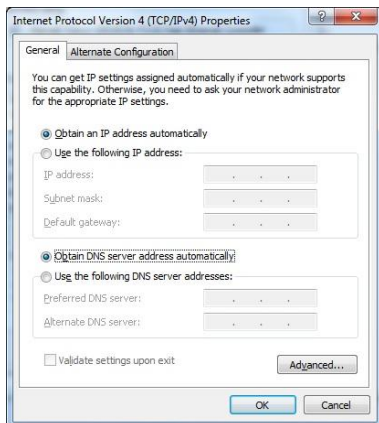 Internet Protocol Version 4 (TCP/IPv4) Properties
General
Alternate Configuration
You can get IP settings assigned automatically if your network supports
this capability. Otherwise, you need to ask your network administrator
for the appropriate IP settings.
Obtain an IP address automatically
Use the following IP address:
IP address:
Subnet mask:
Default gateway:
Obtain DNS server address automatically
Use the following DNS server addresses:
Preferred DNS server:
Alternate DNS server:
Validate settings upon exit
Advanced...
OK
Cancel